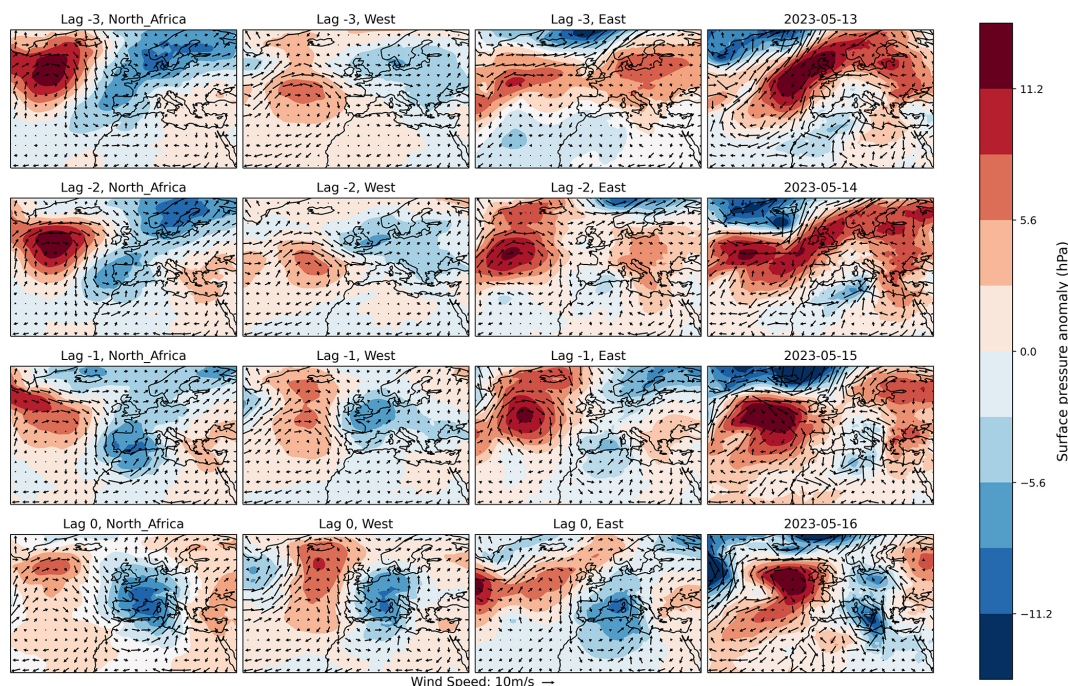 Lag -3, North_Africa
Lag -3, West
Lag -3, East
2023-05-13
Lag -2, North_Africa
Lag -2, West
Lag -2, East
2023-05-14
Lag -1, North_Africa
Lag -1, West
Lag -1, East
2023-05-15
Lag 0, North_Africa
Lag 0, West
Lag 0, East
2023-05-16
Wind Speed: 10m/s
11.2
5.6
0.0
−5.6
−11.2
Surface pressure anomaly (hPa)